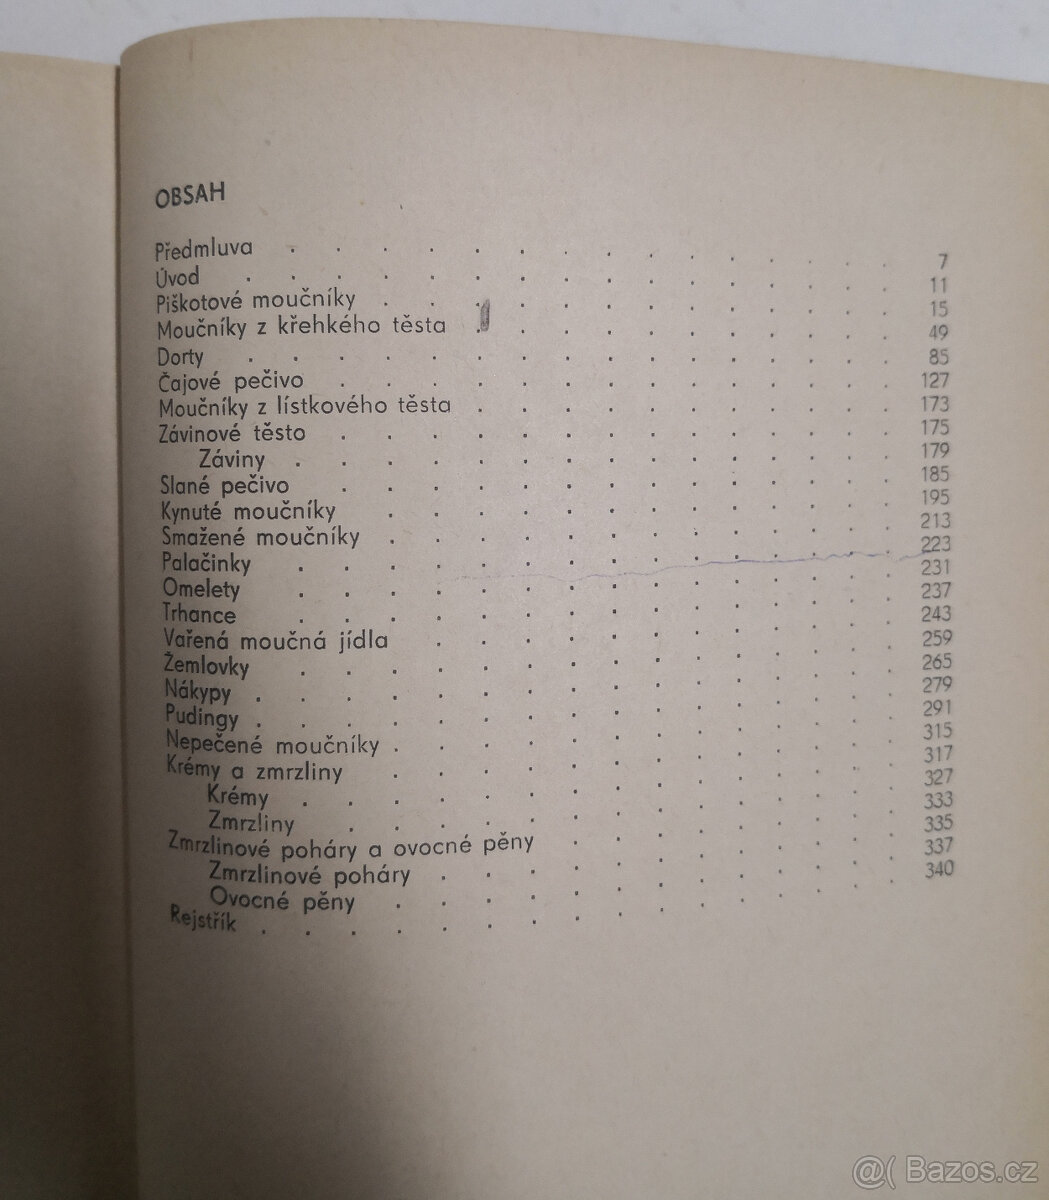 OBSAH
Předmluva . . . . . . . . . . . . . 7
Úvod . . . . . . . . . . . . . . 11
Piškotové moučníky . . . . . . . . . . . 15
Moučníky z křehkého těsta . . . . . . . . . 49
Dorty . . . . . . . . . . . . . . 85
Čajové pečivo . . . . . . . . . . . . 127
Moučníky z lístkového těsta . . . . . . . . . 173
Závinové těsto . . . . . . . . . . . . 175
Záviny . . . . . . . . . . . . . 179
Slané pečivo . . . . . . . . . . . . 185
Kynuté moučníky . . . . . . . . . . . 195
Smažené moučníky . . . . . . . . . . . 213
Palačinky . . . . . . . . . . . . . 223
Omelety . . . . . . . . . . . . . 231
Trhance . . . . . . . . . . . . . 237
Vařená moučná jídla . . . . . . . . . . 243
Žemlovky . . . . . . . . . . . . . 259
Nákypy . . . . . . . . . . . . . . 265
Pudingy . . . . . . . . . . . . . . 279
Nepečené moučníky . . . . . . . . . . . 291
Krémy a zmrzliny . . . . . . . . . . . 315
Krémy . . . . . . . . . . . . . 317
Zmrzliny . . . . . . . . . . . . 327
Zmrzlinové poháry a ovocné pěny . . . . . . . 333
Zmrzlinové poháry . . . . . . . . . . 335
Ovocné pěny . . . . . . . . . . . 337
Rejstřík . . . . . . . . . . . . . . 340
@( Bazos.cz